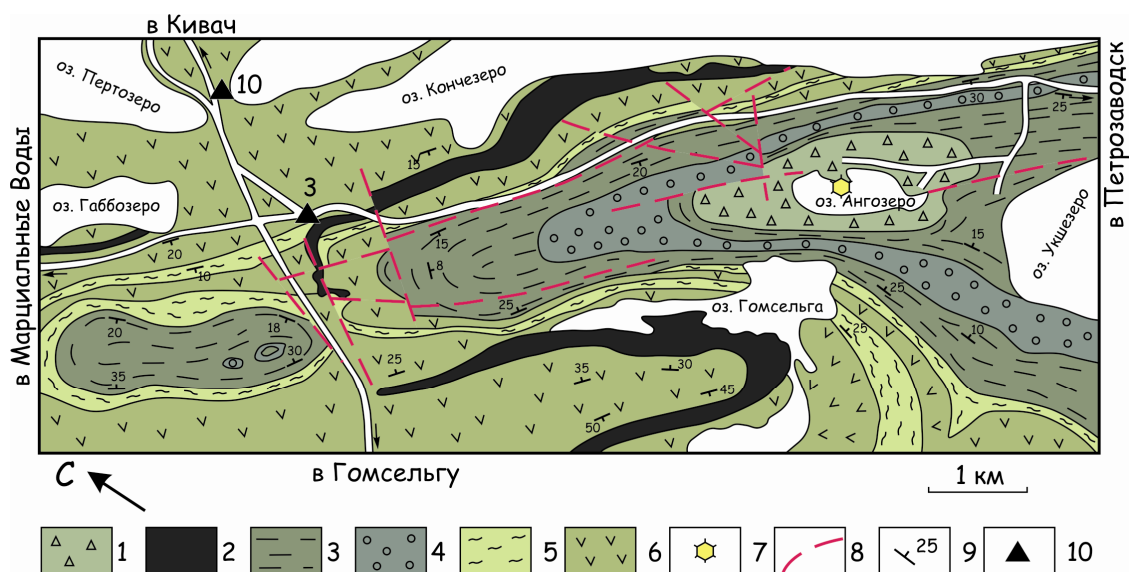 в Кивач
оз. Пертозеро
10
оз. Кончезеро
30
25
15
20
3
оз. Габбозеро
оз. Ангозеро
оз. Укшезеро
в Марциальные Воды
в Петрозаводск
20
15
15
10
8
25
25
оз. Гомсельга
20
18
30
25
10
35
25
35
30
45
50
С
в Гомсельгу
1 км
1
2
3
4
5
6
7
8
25
9
10